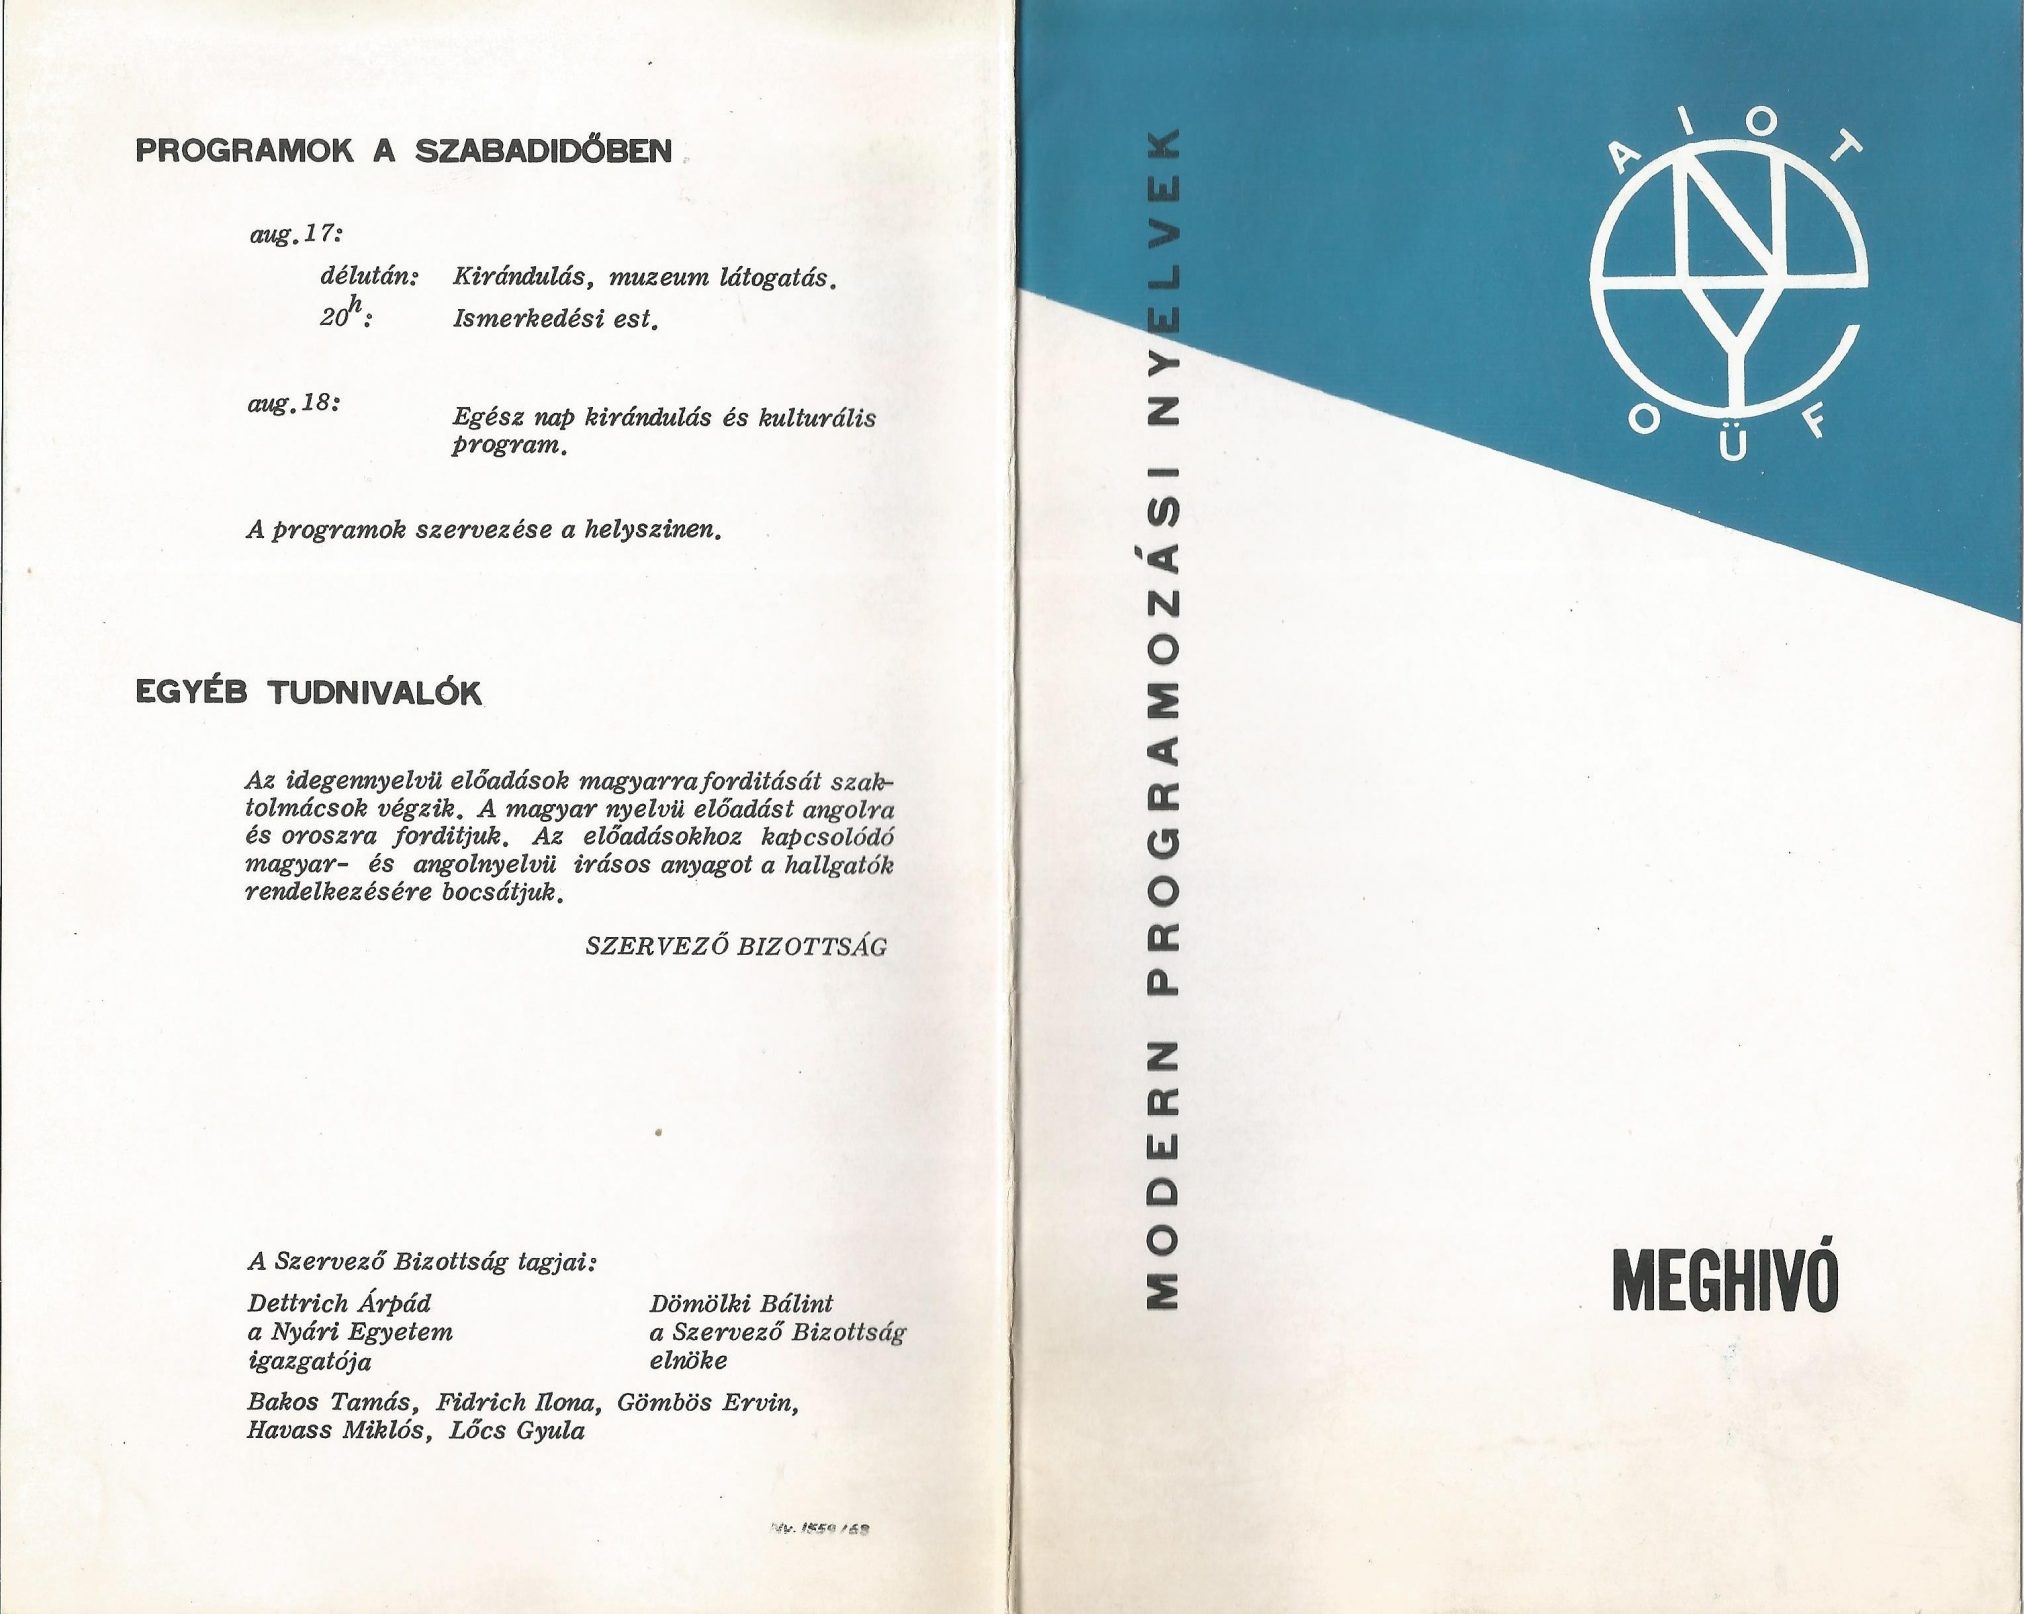 PROGRAMOK A SZABADIDŐBEN
aug.17:
délután: Kirándulás, muzeum látogatás.
20h: Ismerkedési est.
aug.18:
Egész nap kirándulás és kulturális
program.
A programok szervezése a helyszinen.
EGYÉB TUDNIVALÓK
Az idegennyelvü előadások magyarra forditását szak-
tolmácsok végzik. A magyar nyelvü előadást angolra
és oroszra forditjuk. Az előadásokhoz kapcsolódó
magyar- és angolnyelvü irásos anyagot a hallgatók
rendelkezésére bocsátjuk.
SZERVEZŐ BIZOTTSÁG
A Szervező Bizottság tagjai:
Dettrich Árpád
a Nyári Egyetem
igazgatója
Dömölki Bálint
a Szervező Bizottság
elnöke
Bakos Tamás, Fidrich Ilona, Gömbös Ervin,
Havass Miklós, Lőcs Gyula
Ny. 1559/68
MODERN PROGRAMOZÁSI NYELVEK
A I O T
N Y
O Ü F
MEGHIVÓ